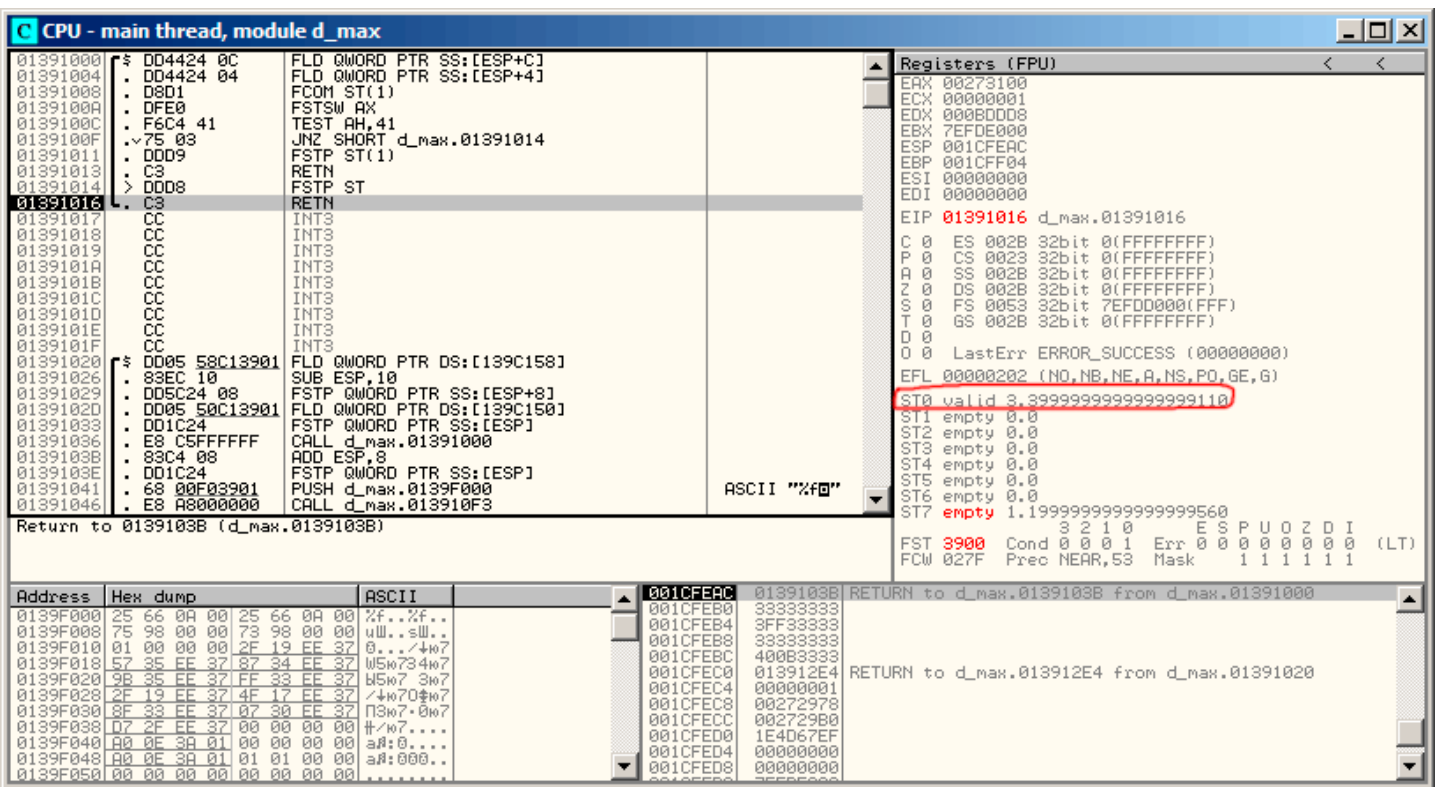 C CPU - main thread, module d_max
01391000 $ DD4424 0C FLD QWORD PTR SS:[ESP+C]
01391004 . DD4424 04 FLD QWORD PTR SS:[ESP+4]
01391008 . D8D1 FCOM ST(1)
0139100A . DFE0 FSTSW AX
0139100C . F6C4 41 TEST AH,41
0139100F .v75 03 JNZ SHORT d_max.01391014
01391011 . DDD9 FSTP ST(1)
01391013 . C3 RETN
01391014 > DDD8 FSTP ST
01391016 . C3 RETN
01391017 CC INT3
01391018 CC INT3
01391019 CC INT3
0139101A CC INT3
0139101B CC INT3
0139101C CC INT3
0139101D CC INT3
0139101E CC INT3
0139101F CC INT3
01391020 $ DD05 58C13901 FLD QWORD PTR DS:[139C158]
01391026 . 83EC 10 SUB ESP,10
01391029 . DD5C24 08 FSTP QWORD PTR SS:[ESP+8]
0139102D . DD05 50C13901 FLD QWORD PTR DS:[139C150]
01391033 . DD1C24 FSTP QWORD PTR SS:[ESP]
01391036 . E8 C5FFFFFF CALL d_max.01391000
0139103B . 83C4 08 ADD ESP,8
0139103E . DD1C24 FSTP QWORD PTR SS:[ESP]
01391041 . 68 00F03901 PUSH d_max.0139F000 ASCII "%f◙"
01391046 . E8 A8000000 CALL d_max.013910F3
Return to 0139103B (d_max.0139103B)
Registers (FPU) < <
EAX 00273100
ECX 00000001
EDX 000BDDD8
EBX 7EFDE000
ESP 001CFEAC
EBP 001CFF04
ESI 00000000
EDI 00000000
EIP 01391016 d_max.01391016
C 0 ES 002B 32bit 0(FFFFFFFF)
P 0 CS 0023 32bit 0(FFFFFFFF)
A 0 SS 002B 32bit 0(FFFFFFFF)
Z 0 DS 002B 32bit 0(FFFFFFFF)
S 0 FS 0053 32bit 7EFDD000(FFF)
T 0 GS 002B 32bit 0(FFFFFFFF)
D 0
O 0 LastErr ERROR_SUCCESS (00000000)
EFL 00000202 (NO,NB,NE,A,NS,PO,GE,G)
ST0 valid 3.3999999999999999110
ST1 empty 0.0
ST2 empty 0.0
ST3 empty 0.0
ST4 empty 0.0
ST5 empty 0.0
ST6 empty 0.0
ST7 empty 1.1999999999999999560
3 2 1 0 E S P U O Z D I
FST 3900 Cond 0 0 0 1 Err 0 0 0 0 0 0 0 0 (LT)
FCW 027F Prec NEAR,53 Mask 1 1 1 1 1 1
Address Hex dump ASCII
0139F000 25 66 0A 00 25 66 0A 00 %f..%f..
0139F008 75 98 00 00 73 98 00 00 uШ..sШ..
0139F010 01 00 00 00 2F 19 EE 37
0139F018 57 35 EE 37 87 34 EE 37
0139F020 9B 35 EE 37 FF 33 EE 37
0139F028 2F 19 EE 37 4F 17 EE 37
0139F030 8F 33 EE 37 07 30 EE 37
0139F038 D7 2F EE 37 00 00 00 00
0139F040 A0 0E 3A 01 00 00 00 00
0139F048 A0 0E 3A 01 01 01 00 00
0139F050 00 00 00 00 00 00 00 00 ........
001CFEAC 0139103B RETURN to d_max.0139103B from d_max.01391000
001CFEB0 33333333
001CFEB4 3FF33333
001CFEB8 33333333
001CFEBC 400B3333
001CFEC0 013912E4 RETURN to d_max.013912E4 from d_max.01391020
001CFEC4 00000001
001CFEC8 00272978
001CFECC 002729B0
001CFED0 1E4D67EF
001CFED4 00000000
001CFED8 00000000